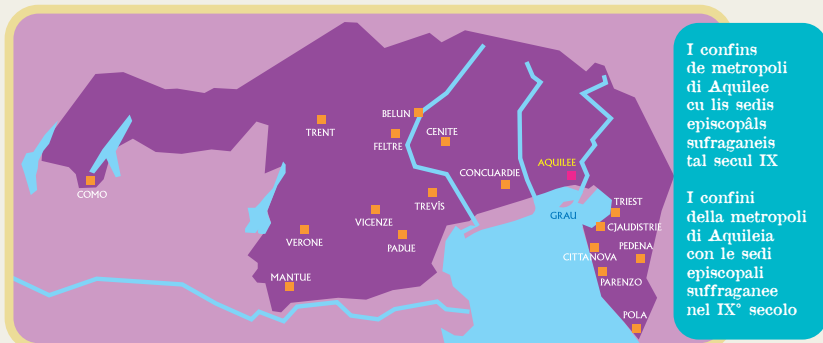 BELUN
TRENT
FELTRE
CENITE
AQUILEE
CONCUARDIE
COMO
TREVÎS
TRIEST
VICENZE
GRAU
CJAUDISTRIE
VERONE
PADUE
PEDENA
CITTANOVA
MANTUE
PARENZO
POLA
I confins
de metropoli
di Aquilee
cu lis sedis
episcopâls
sufraganeis
tal secul IX
I confini
della metropoli
di Aquileia
con le sedi
episcopali
suffraganee
nel IX° secolo